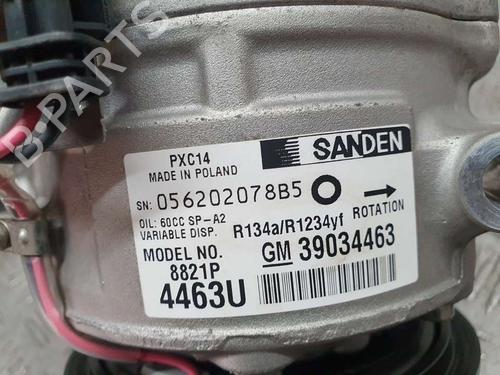 PXC14
MADE IN POLAND
SANDEN
SN: 056202078B5
OIL: 60CC SP-A2
VARIABLE DISP.
R134a/R1234yf
ROTATION
MODEL NO.
8821P
GM 39034463
4463U
B-PARTS